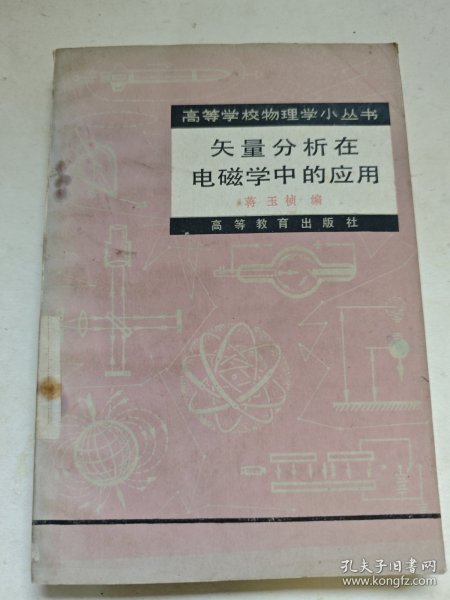 高等学校物理学小丛书
矢量分析在
电磁学中的应用
蒋玉桢 编
高等教育出版社
孔夫子旧书网
www.kongfz.com